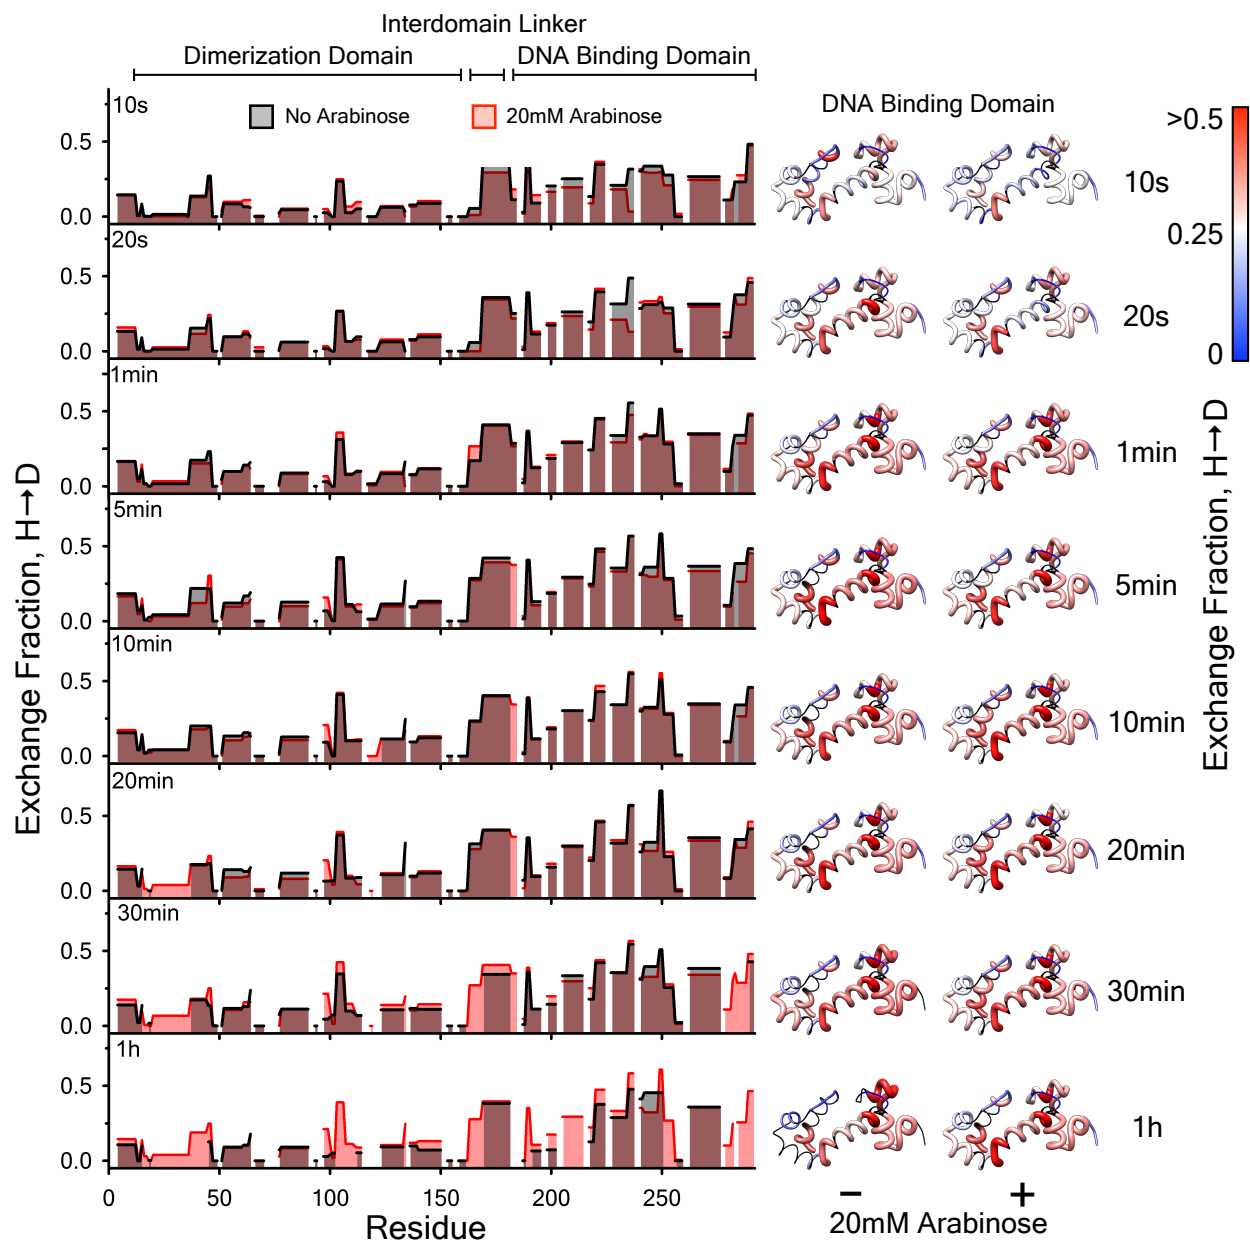 Interdomain Linker
Dimerization Domain
DNA Binding Domain
No Arabinose
20mM Arabinose
DNA Binding Domain
Exchange Fraction, H→D
10s
0.5
0.0
20s
0.5
0.0
1min
0.5
0.0
5min
0.5
0.0
10min
0.5
0.0
20min
0.5
0.0
30min
0.5
0.0
1h
0.5
0.0
0 50 100 150 200 250
Residue
10s
20s
1min
5min
10min
20min
30min
1h
− +
20mM Arabinose
>0.5
0.25
0
Exchange Fraction, H→D